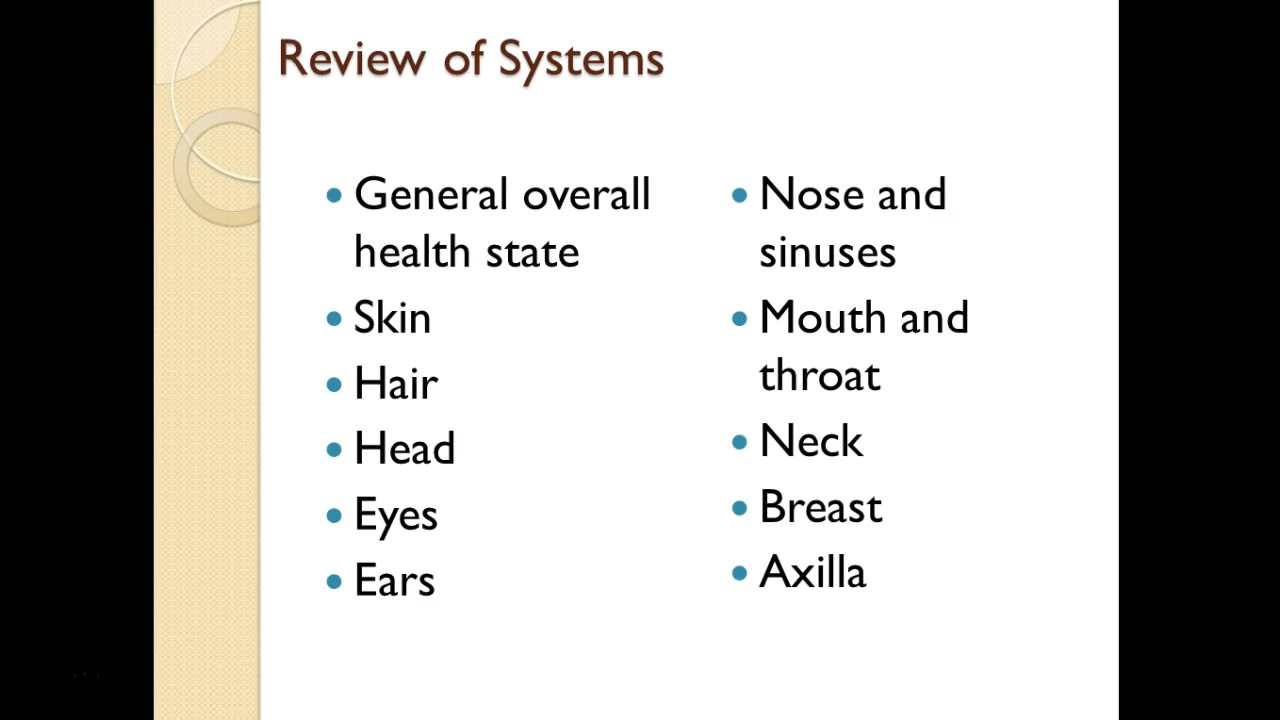 Review of Systems
• General overall
health state
• Skin
• Hair
• Head
• Eyes
• Ears
• Nose and
sinuses
• Mouth and
throat
• Neck
• Breast
• Axilla